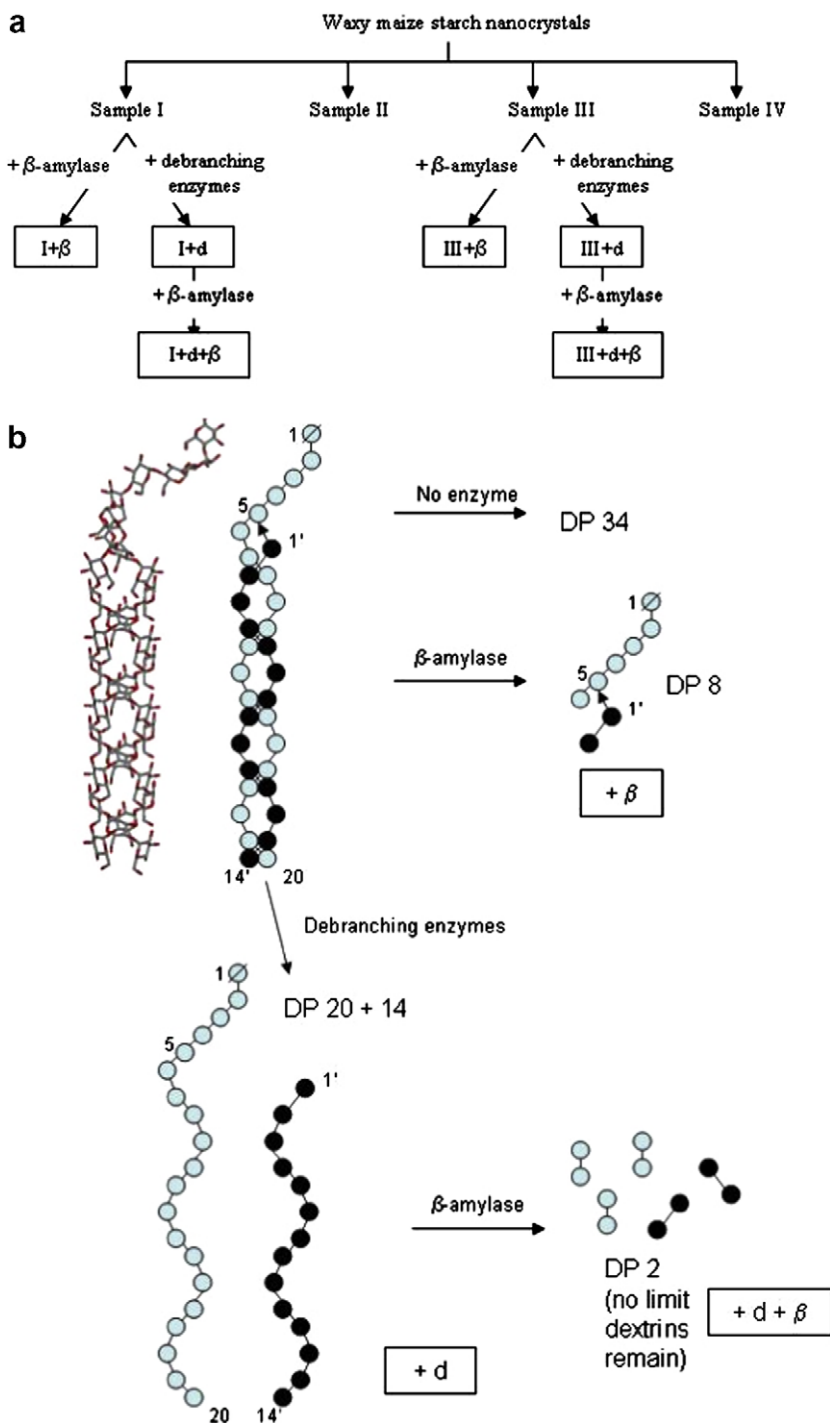 a
Waxy maize starch nanocrystals
Sample I
Sample II
Sample III
Sample IV
+ β-amylase
+ debranching
enzymes
+ β-amylase
+ debranching
enzymes
I+β
I+d
III+β
III+d
+ β-amylase
+ β-amylase
I+d+β
III+d+β
b
1
5
1'
14'
20
No enzyme
DP 34
β-amylase
1
5
1'
DP 8
+ β
Debranching enzymes
1
5
DP 20 + 14
1'
20
14'
+ d
β-amylase
DP 2
(no limit
dextrins
remain)
+ d + β